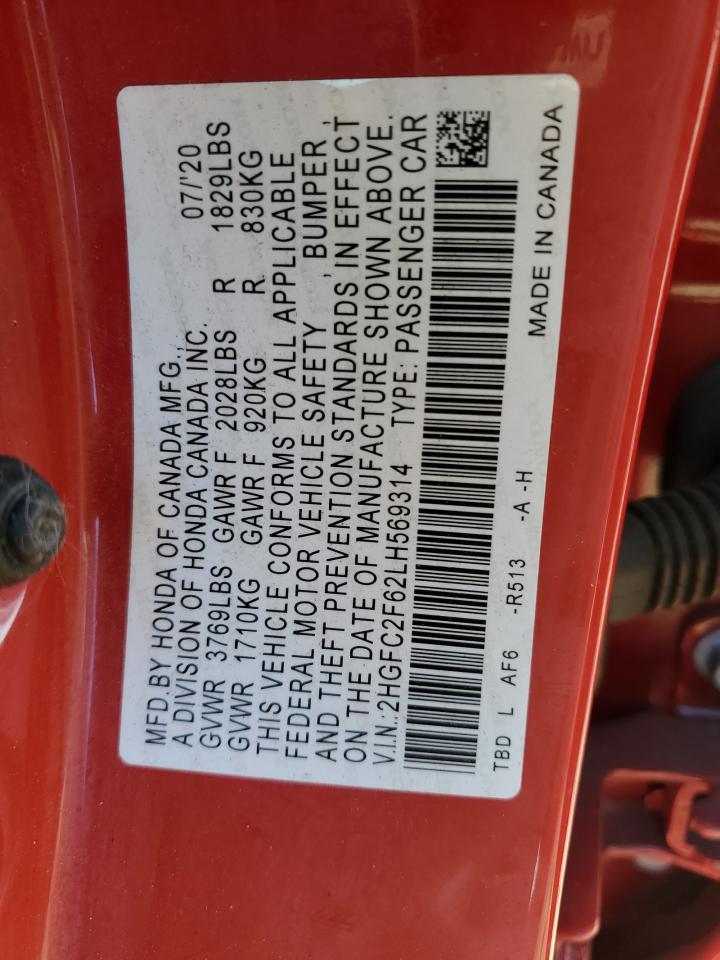 MFD.BY HONDA OF CANADA MFG., 07/'20
A DIVISION OF HONDA CANADA INC.
GVWR 3769LBS GAWR F 2028LBS R 1829LBS
GVWR 1710KG GAWR F 920KG R 830KG
THIS VEHICLE CONFORMS TO ALL APPLICABLE
FEDERAL MOTOR VEHICLE SAFETY , BUMPER ,
AND THEFT PREVENTION STANDARDS IN EFFECT
ON THE DATE OF MANUFACTURE SHOWN ABOVE.
V.I.N.:2HGFC2F62LH569314 TYPE: PASSENGER CAR
TBD L AF6 -R513 -A -H MADE IN CANADA